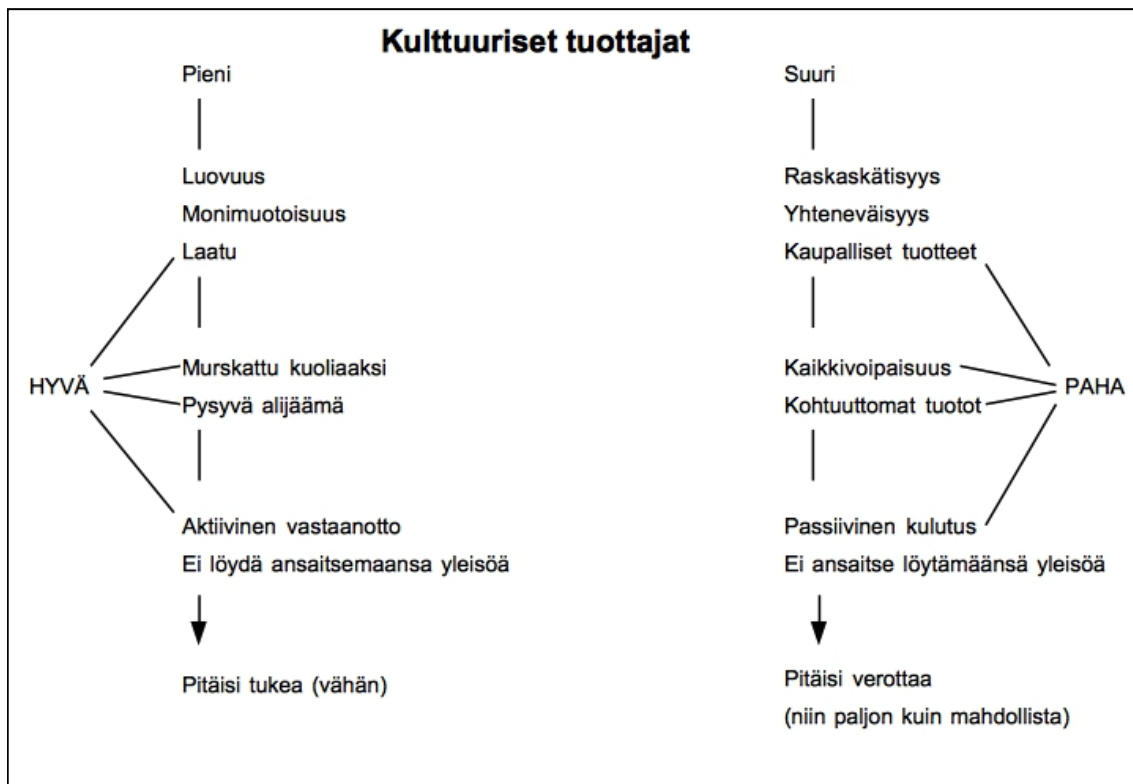 Kulttuuriset tuottajat
Pieni
Luovuus
Monimuotoisuus
Laatu
HYVÄ
Murskattu kuoliaaksi
Pysyvä alijäämä
Aktiivinen vastaanotto
Ei löydä ansaitsemaansa yleisöä
Pitäisi tukea (vähän)
Suuri
Raskaskätisyys
Yhteneväisyys
Kaupalliset tuotteet
Kaikkivoipaisuus
Kohtuuttomat tuotot
PAHA
Passiivinen kulutus
Ei ansaitse löytämäänsä yleisöä
Pitäisi verottaa
(niin paljon kuin mahdollista)